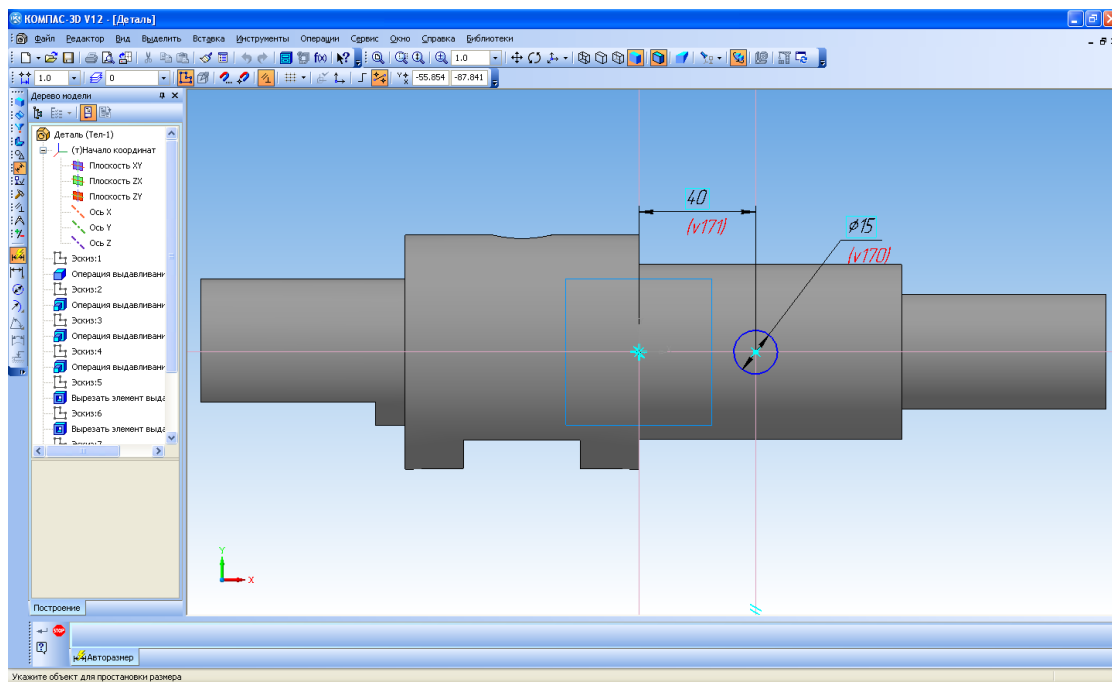 КОМПАС-3D V12 - [Деталь]
Файл Редактор Вид Выделить Вставка Инструменты Операции Сервис Окно Справка Библиотеки
f(x) 1.0
1.0 0 -55.854 -87.841
Дерево модели
Деталь (Тел-1)
(т)Начало координат
Плоскость XY
Плоскость ZX
Плоскость ZY
Ось X
Ось Y
Ось Z
Эскиз:1
Операция выдавливани
Эскиз:2
Операция выдавливани
Эскиз:3
Операция выдавливани
Эскиз:4
Операция выдавливани
Эскиз:5
Вырезать элемент выда
Эскиз:6
Вырезать элемент выда
Эскиз:7
40
(v171)
⌀15
(v170)
Y
X
Построение
STOP
Авторазмер
Укажите объект для простановки размера